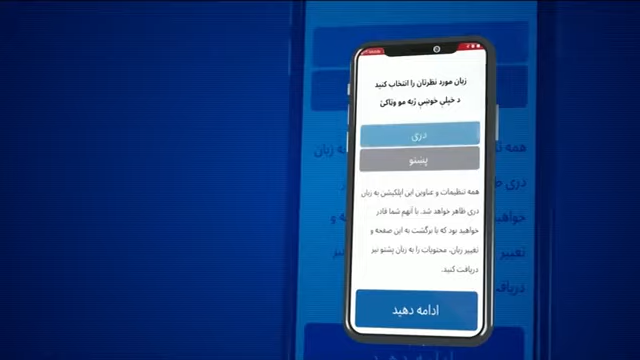 زبان مورد نظرتان را انتخاب کنید
د خپلې خوښې ژبه مو وټاکئ
دری
پښتو
همه تنظیمات و عناوین این اپلکیشن به زبان
دری ظاهر خواهد شد. با آنهم شما قادر
خواهید بود که با برگشت به این صفحه و
تغییر زبان، محتویات را به زبان پشتو نیز
دریافت کنید.
ادامه دهید